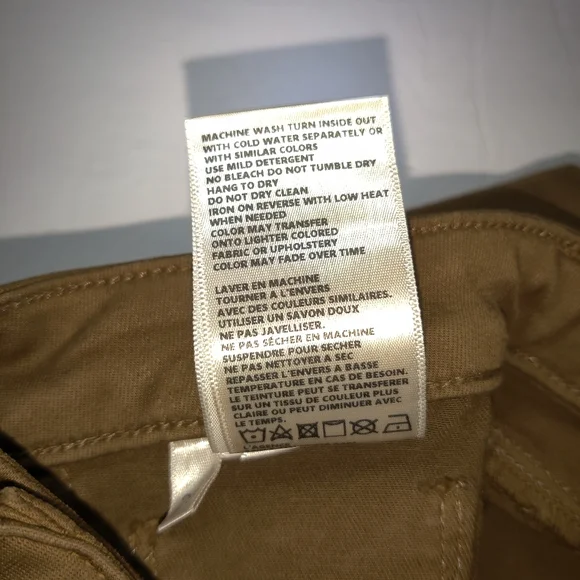 MACHINE WASH TURN INSIDE OUT
WITH COLD WATER SEPARATELY OR
WITH SIMILAR COLORS
USE MILD DETERGENT
NO BLEACH DO NOT TUMBLE DRY
HANG TO DRY
DO NOT DRY CLEAN
IRON ON REVERSE WITH LOW HEAT
WHEN NEEDED
COLOR MAY TRANSFER
ONTO LIGHTER COLORED
FABRIC OR UPHOLSTERY
COLOR MAY FADE OVER TIME
LAVER EN MACHINE
TOURNER A L'ENVERS
AVEC DES COULEURS SIMILAIRES.
UTILISER UN SAVON DOUX
NE PAS JAVELLISER.
NE PAS SÉCHER EN MACHINE
SUSPENDRE POUR SÉCHER
NE PAS NETTOYER A SEC
REPASSER L'ENVERS A BASSE
TEMPERATURE EN CAS DE BESOIN.
LE TEINTURE PEUT SE TRANSFERER
SUR UN TISSU DE COULEUR PLUS
CLAIRE OU PEUT DIMINUER AVEC
LE TEMPS.